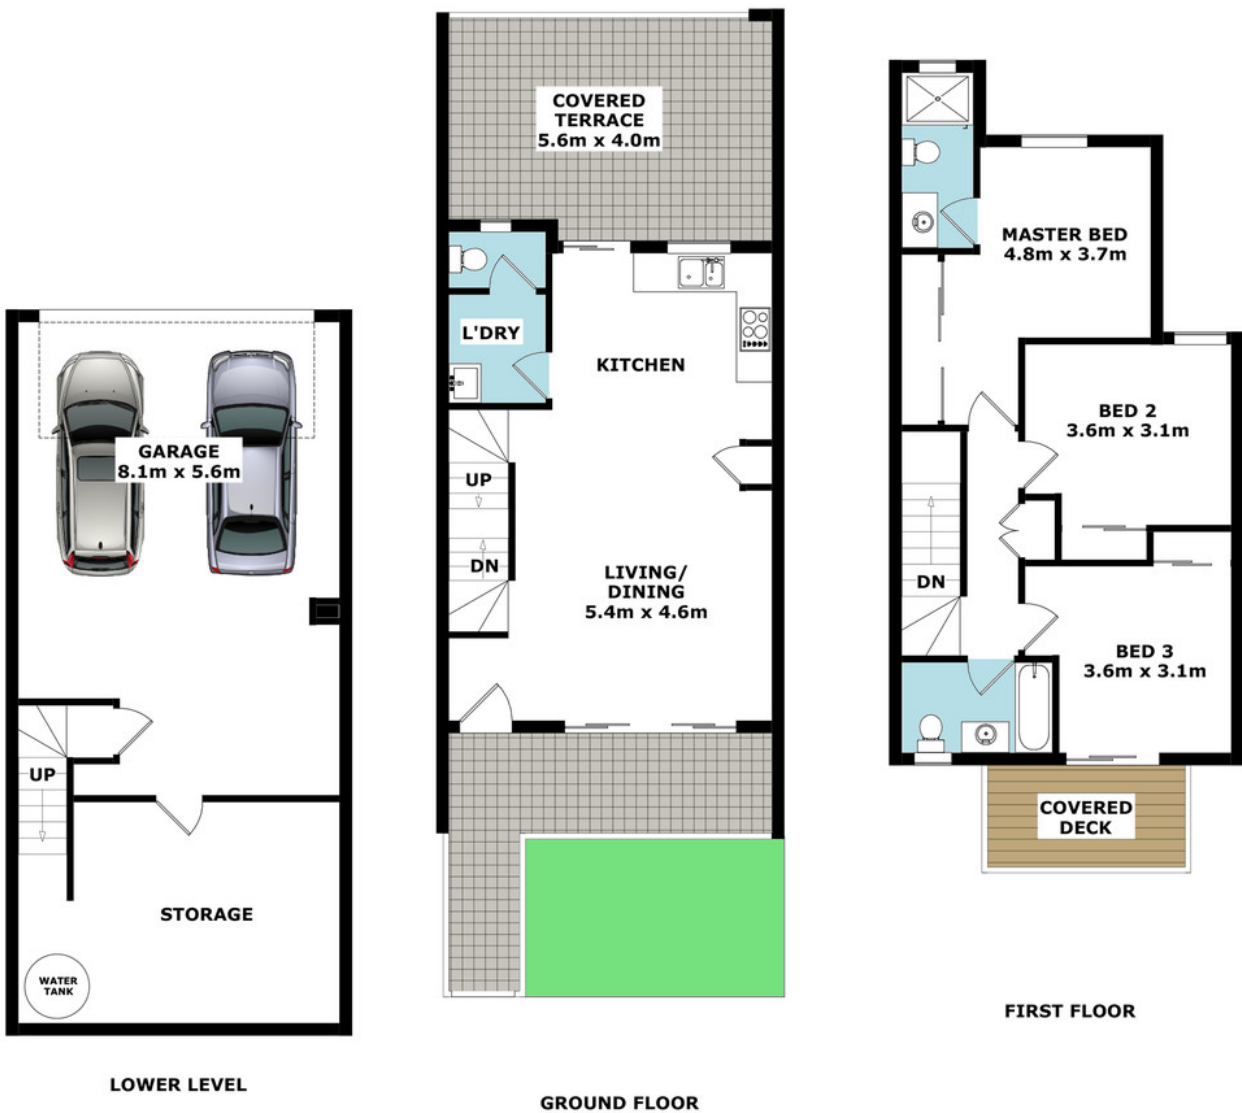 GARAGE
8.1m x 5.6m
UP
STORAGE
WATER
TANK
LOWER LEVEL
COVERED
TERRACE
5.6m x 4.0m
L'DRY
KITCHEN
UP
DN
LIVING/
DINING
5.4m x 4.6m
GROUND FLOOR
MASTER BED
4.8m x 3.7m
BED 2
3.6m x 3.1m
DN
BED 3
3.6m x 3.1m
COVERED
DECK
FIRST FLOOR